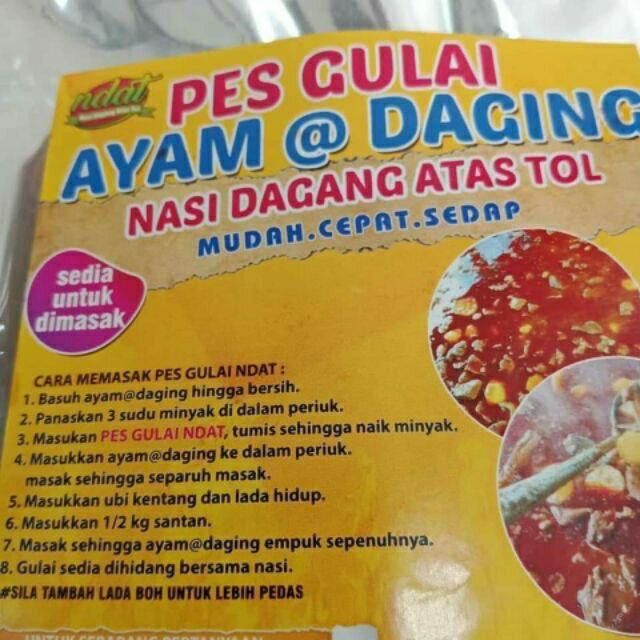 ndat
PES GULAI
AYAM @ DAGING
NASI DAGANG ATAS TOL
MUDAH.CEPAT.SEDAP
sedia
untuk
dimasak
CARA MEMASAK PES GULAI NDAT :
1. Basuh ayam@daging hingga bersih.
2. Panaskan 3 sudu minyak di dalam periuk.
3. Masukan PES GULAI NDAT, tumis sehingga naik minyak.
4. Masukkan ayam@daging ke dalam periuk.
masak sehingga separuh masak.
5. Masukkan ubi kentang dan lada hidup.
6. Masukkan 1/2 kg santan.
7. Masak sehingga ayam@daging empuk sepenuhnya.
8. Gulai sedia dihidang bersama nasi.
#SILA TAMBAH LADA BOH UNTUK LEBIH PEDAS